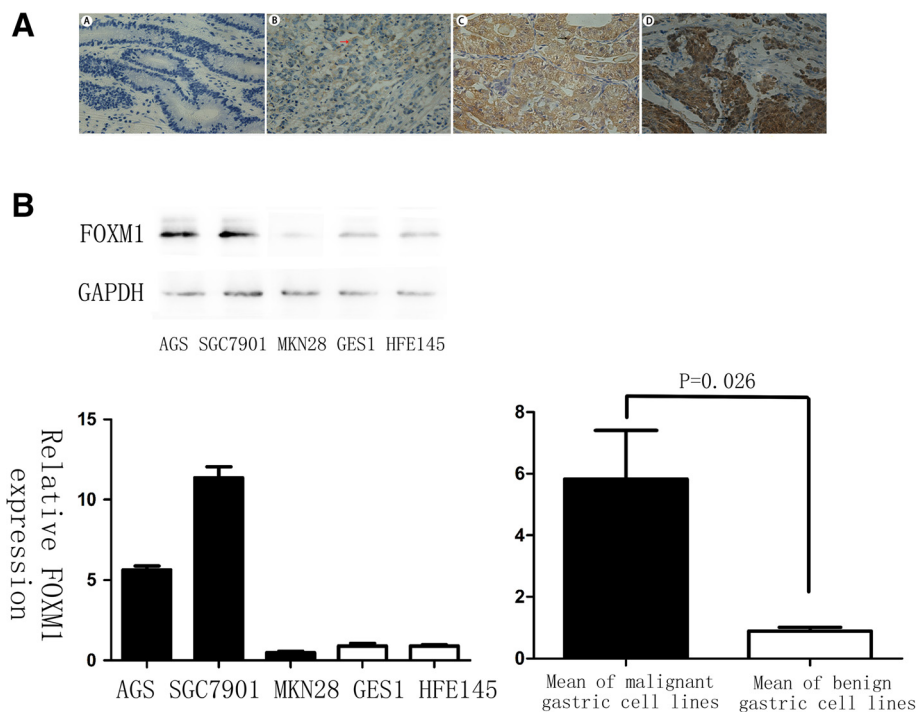 A
A B C D
B
FOXM1
GAPDH
AGS SGC7901 MKN28 GES1 HFE145
Relative FOXM1
expression
15
10
5
0
AGS SGC7901 MKN28 GES1 HFE145
P=0.026
8
6
4
2
0
Mean of malignant
gastric cell lines
Mean of benign
gastric cell lines